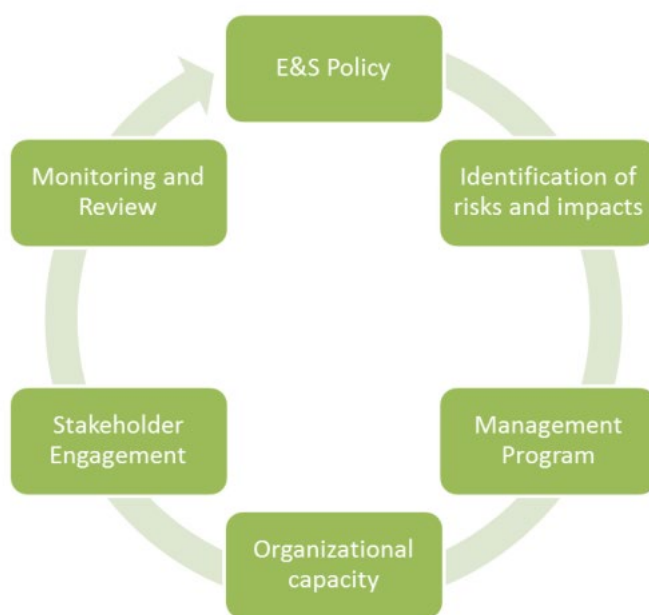 E&S Policy
Identification of
risks and impacts
Management
Program
Organizational
capacity
Stakeholder
Engagement
Monitoring and
Review